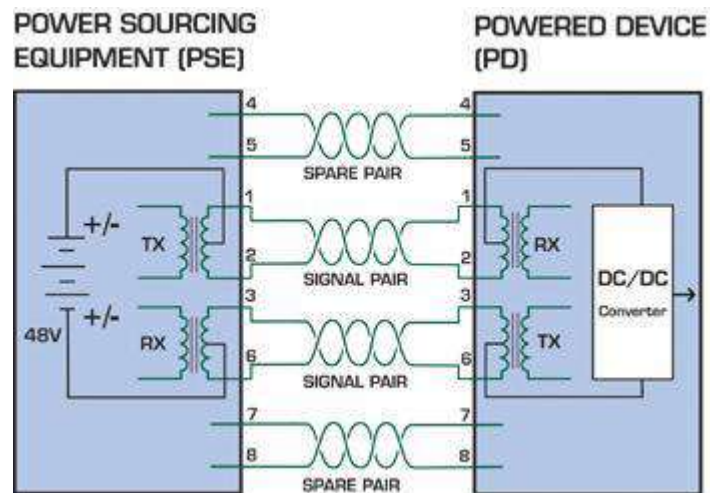 POWER SOURCING
EQUIPMENT (PSE)
POWERED DEVICE
(PD)
4
4
5
5
SPARE PAIR
1
1
+/-
TX
RX
2
2
SIGNAL PAIR
DC/DC
Converter
3
3
+/-
48V
RX
TX
6
6
SIGNAL PAIR
7
7
8
8
SPARE PAIR